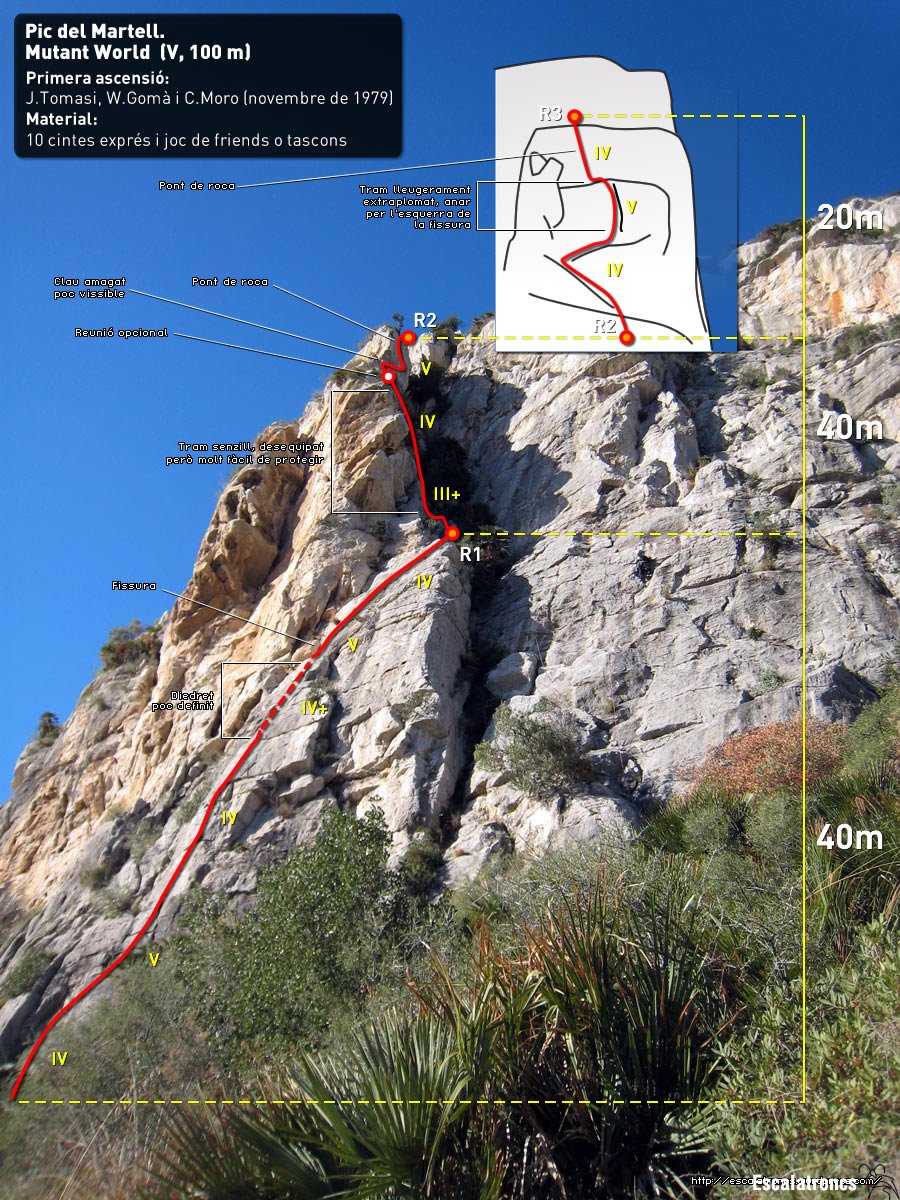 Pic del Martell.
Mutant World (V, 100 m)
Primera ascensió:
J.Tomasi, W.Gomà i C.Moro (novembre de 1979)
Material:
10 cintes exprés i joc de friends o tascons
R3
IV
Pont de roca
Tram lleugerament
extraplomat, anar
per l'esquerra de
la fissura
V
20m
IV
Clau amagat
poc vissible
Pont de roca
R2
R2
Reunió opcional
V
IV
40m
Tram senzill, desequipat
però molt fàcil de protegir
III+
R1
IV
Fissura
V
Diedret
poc definit
IV+
IV
40m
V
IV
Escalatroncs